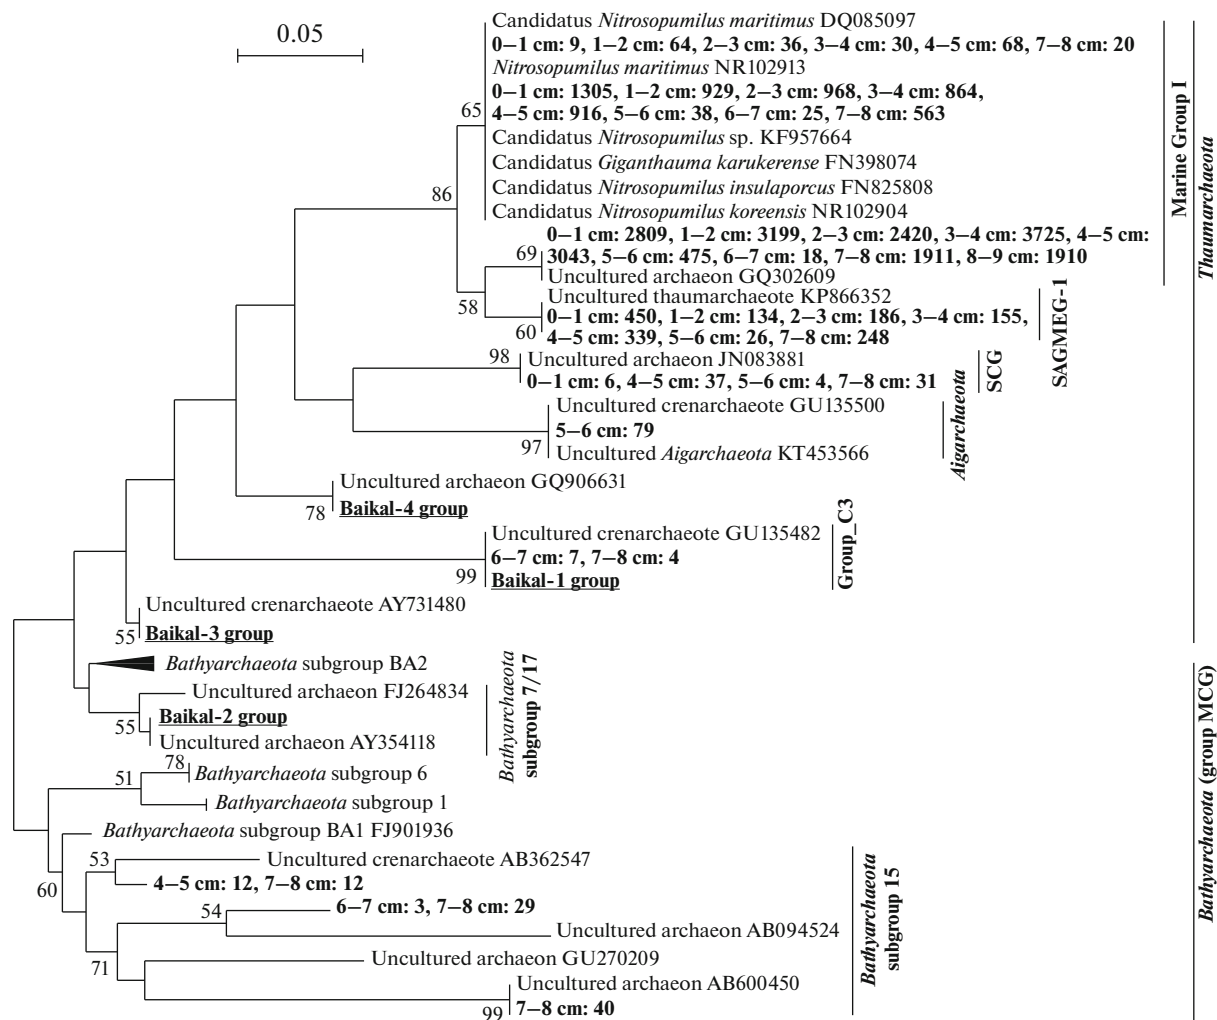 0.05
Candidatus Nitrosopumilus maritimus DQ085097
0–1 cm: 9, 1–2 cm: 64, 2–3 cm: 36, 3–4 cm: 30, 4–5 cm: 68, 7–8 cm: 20
Nitrosopumilus maritimus NR102913
0–1 cm: 1305, 1–2 cm: 929, 2–3 cm: 968, 3–4 cm: 864,
4–5 cm: 916, 5–6 cm: 38, 6–7 cm: 25, 7–8 cm: 563
65
Candidatus Nitrosopumilus sp. KF957664
Candidatus Giganthauma karukerense FN398074
Candidatus Nitrosopumilus insulaporcus FN825808
86
Candidatus Nitrosopumilus koreensis NR102904
0–1 cm: 2809, 1–2 cm: 3199, 2–3 cm: 2420, 3–4 cm: 3725, 4–5 cm:
3043, 5–6 cm: 475, 6–7 cm: 18, 7–8 cm: 1911, 8–9 cm: 1910
69
Uncultured archaeon GQ302609
Marine Group I
Thaumarchaeota
58
Uncultured thaumarchaeote KP866352
0–1 cm: 450, 1–2 cm: 134, 2–3 cm: 186, 3–4 cm: 155,
4–5 cm: 339, 5–6 cm: 26, 7–8 cm: 248
60
SAGMEG-1
98
Uncultured archaeon JN083881
0–1 cm: 6, 4–5 cm: 37, 5–6 cm: 4, 7–8 cm: 31
SCG
Uncultured crenarchaeote GU135500
5–6 cm: 79
97
Uncultured Aigarchaeota KT453566
Aigarchaeota
Uncultured archaeon GQ906631
78
Baikal-4 group
Uncultured crenarchaeote GU135482
6–7 cm: 7, 7–8 cm: 4
99
Baikal-1 group
Group_C3
Uncultured crenarchaeote AY731480
55
Baikal-3 group
Bathyarchaeota subgroup BA2
Uncultured archaeon FJ264834
Baikal-2 group
55
Uncultured archaeon AY354118
Bathyarchaeota
subgroup 7/17
78
Bathyarchaeota subgroup 6
51
Bathyarchaeota subgroup 1
Bathyarchaeota subgroup BA1 FJ901936
53
Uncultured crenarchaeote AB362547
60
4–5 cm: 12, 7–8 cm: 12
54
6–7 cm: 3, 7–8 cm: 29
Uncultured archaeon AB094524
71
Uncultured archaeon GU270209
Uncultured archaeon AB600450
99
7–8 cm: 40
Bathyarchaeota
subgroup 15
Bathyarchaeota (group MCG)